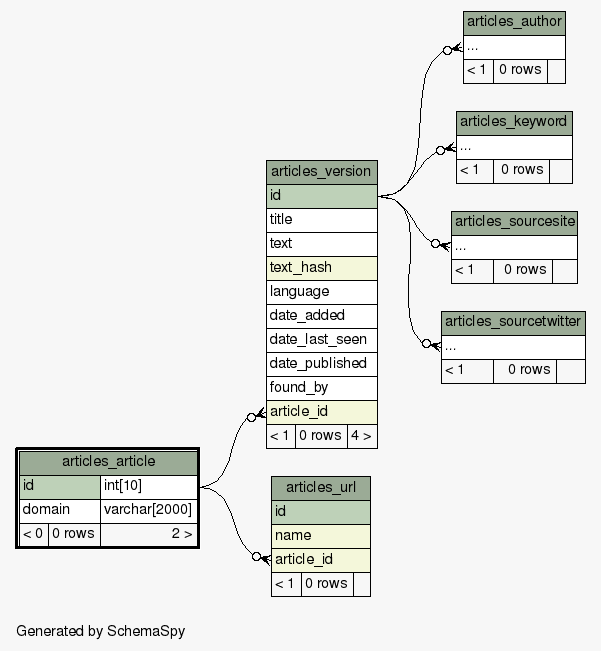 articles_author
...
< 1 0 rows
articles_keyword
...
< 1 0 rows
articles_version
id
title
text
text_hash
language
date_added
date_last_seen
date_published
found_by
article_id
< 1 0 rows 4 >
articles_sourcesite
...
< 1 0 rows
articles_sourcetwitter
...
< 1 0 rows
articles_article
id int[10]
domain varchar[2000]
< 0 0 rows 2 >
articles_url
id
name
article_id
< 1 0 rows
Generated by SchemaSpy